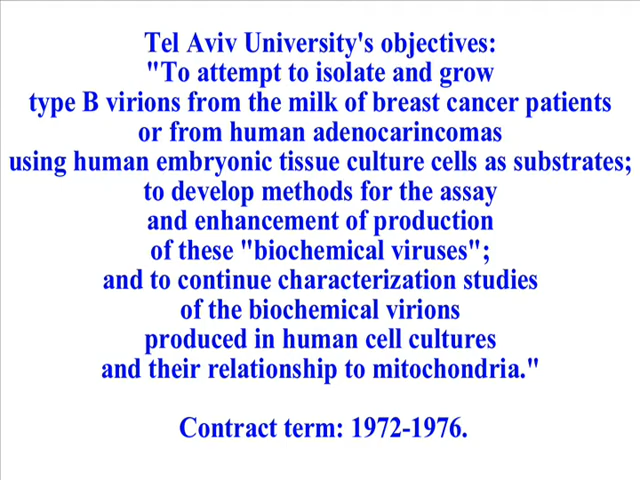 Tel Aviv University's objectives:
"To attempt to isolate and grow
type B virions from the milk of breast cancer patients
or from human adenocarincomas
using human embryonic tissue culture cells as substrates;
to develop methods for the assay
and enhancement of production
of these "biochemical viruses";
and to continue characterization studies
of the biochemical virions
produced in human cell cultures
and their relationship to mitochondria."
Contract term: 1972-1976.